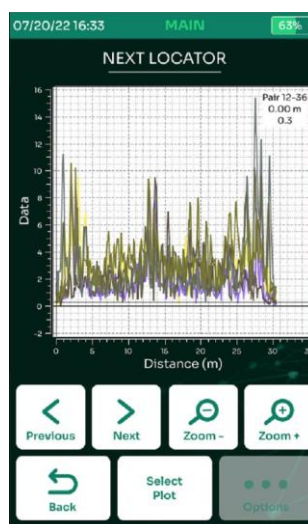 07/20/22 16:33 MAIN 63%
NEXT LOCATOR
Pair 12-36
0.00 m
0.3
16
14
12
10
8
6
4
2
0
-2
Data
0 5 10 15 20 25 30
Distance (m)
Previous Next Zoom - Zoom +
Back Select Plot Options